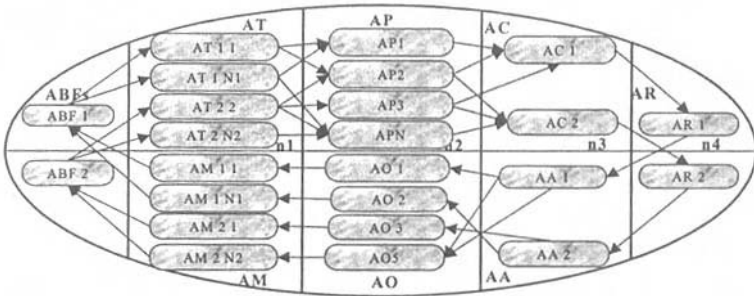 AT
AP
AC
AT 1 1
AP1
AC 1
ABFs
AT 1 N1
AP2
AR
ABF 1
AT 2 2
AP3
AR 1
AT 2 N2
n1
APN
n2
AC 2
n3
n4
ABF 2
AM 1 1
AO 1
AA 1
AR 2
AM 1 N1
AO 2
AM 2 1
AO 3
AA 2
AM 2 N2
AO5
AM
AO
AA